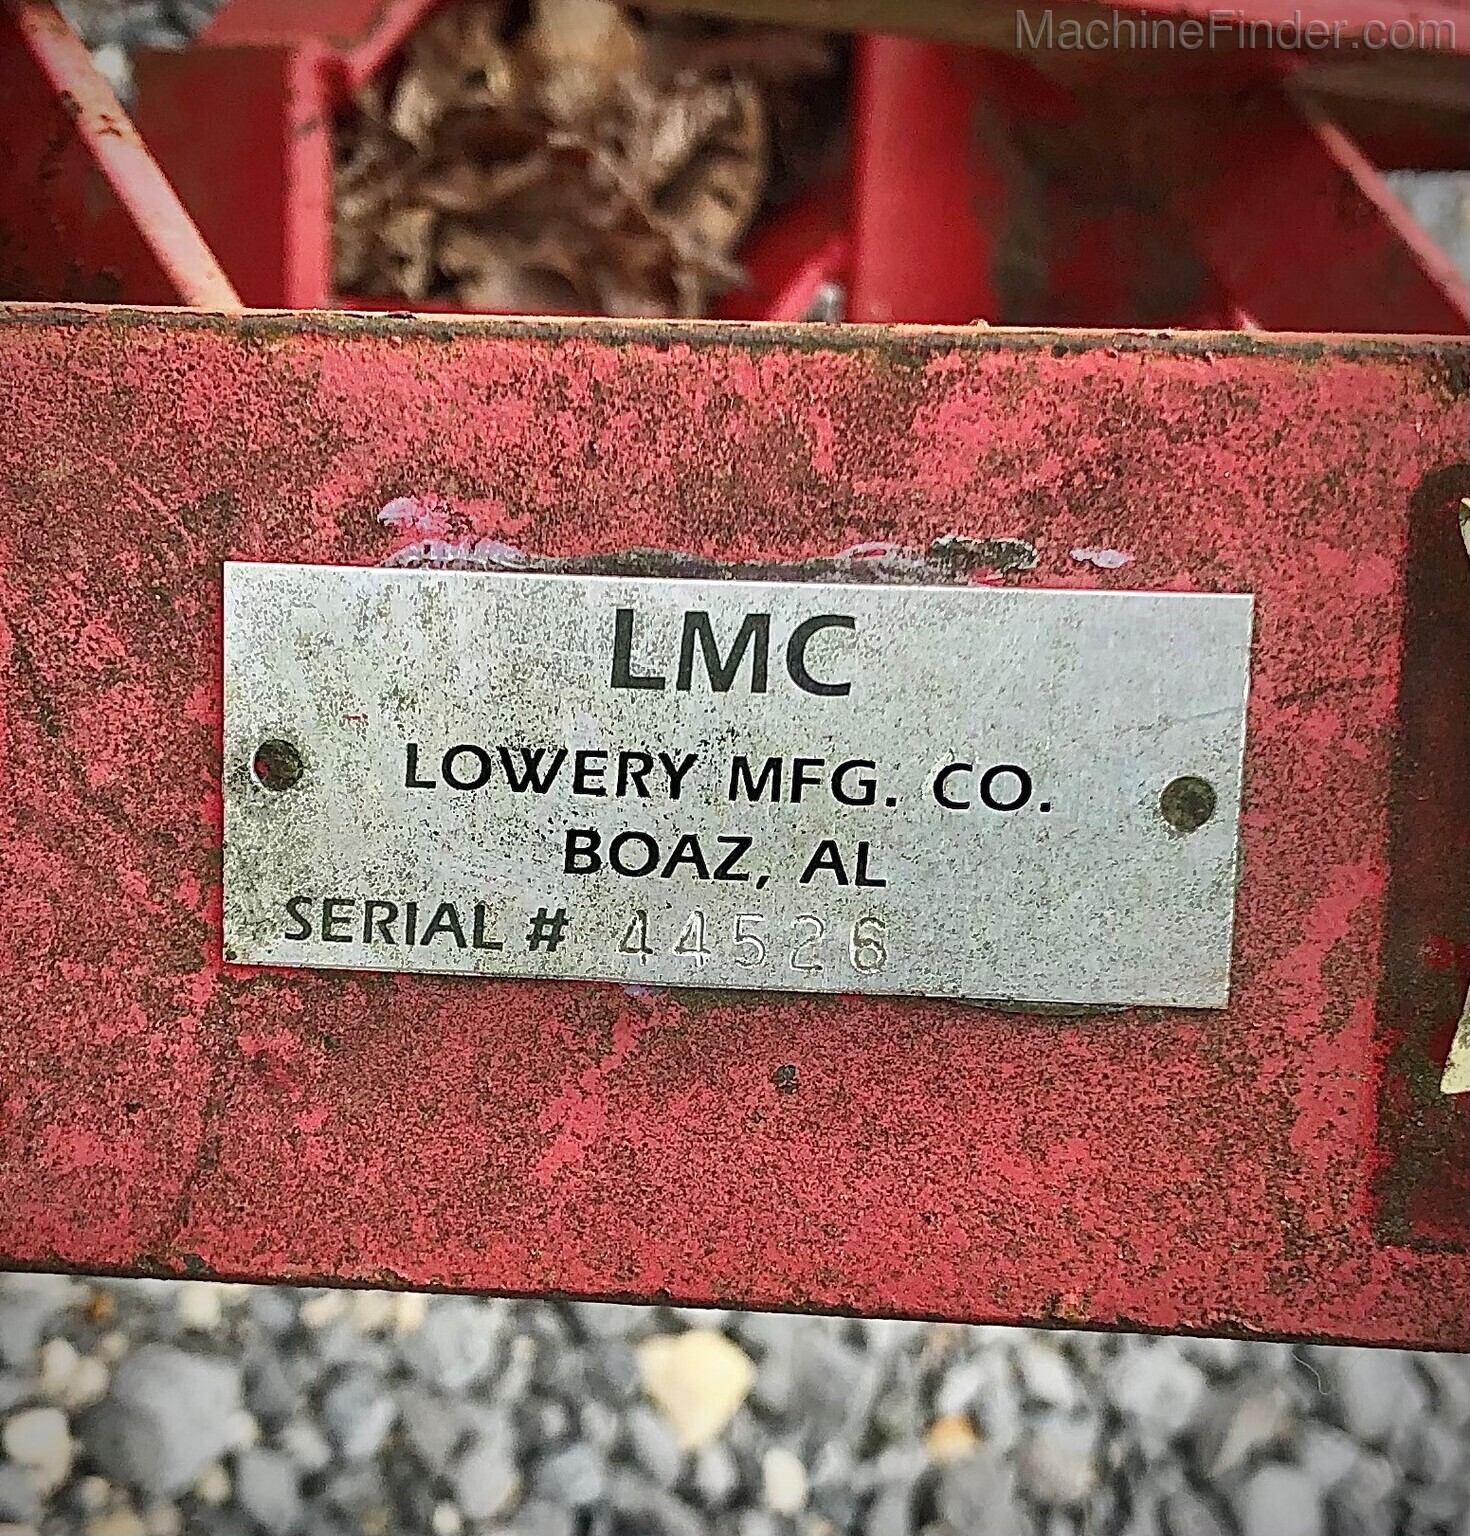 MachineFinder.com
LMC
LOWERY MFG. CO.
BOAZ, AL
SERIAL # 44526